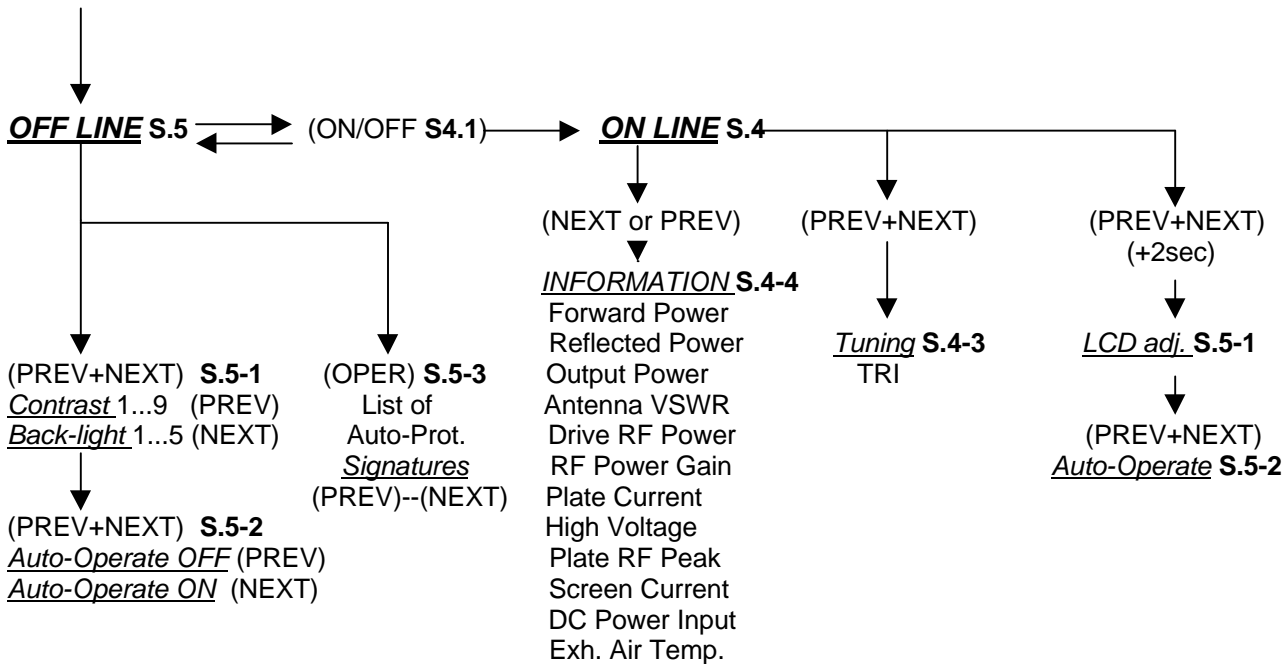 OFF LINE S.5 (ON/OFF S4.1) ON LINE S.4
(NEXT or PREV) (PREV+NEXT) (PREV+NEXT)
(+2sec)
INFORMATION S.4-4
Forward Power
Reflected Power Tuning S.4-3 LCD adj. S.5-1
(PREV+NEXT) S.5-1 (OPER) S.5-3 Output Power TRI
Contrast 1...9 (PREV) List of Antenna VSWR
Back-light 1...5 (NEXT) Auto-Prot. Drive RF Power (PREV+NEXT)
Signatures RF Power Gain Auto-Operate S.5-2
(PREV)--(NEXT) Plate Current
(PREV+NEXT) S.5-2 High Voltage
Auto-Operate OFF (PREV) Plate RF Peak
Auto-Operate ON (NEXT) Screen Current
DC Power Input
Exh. Air Temp.